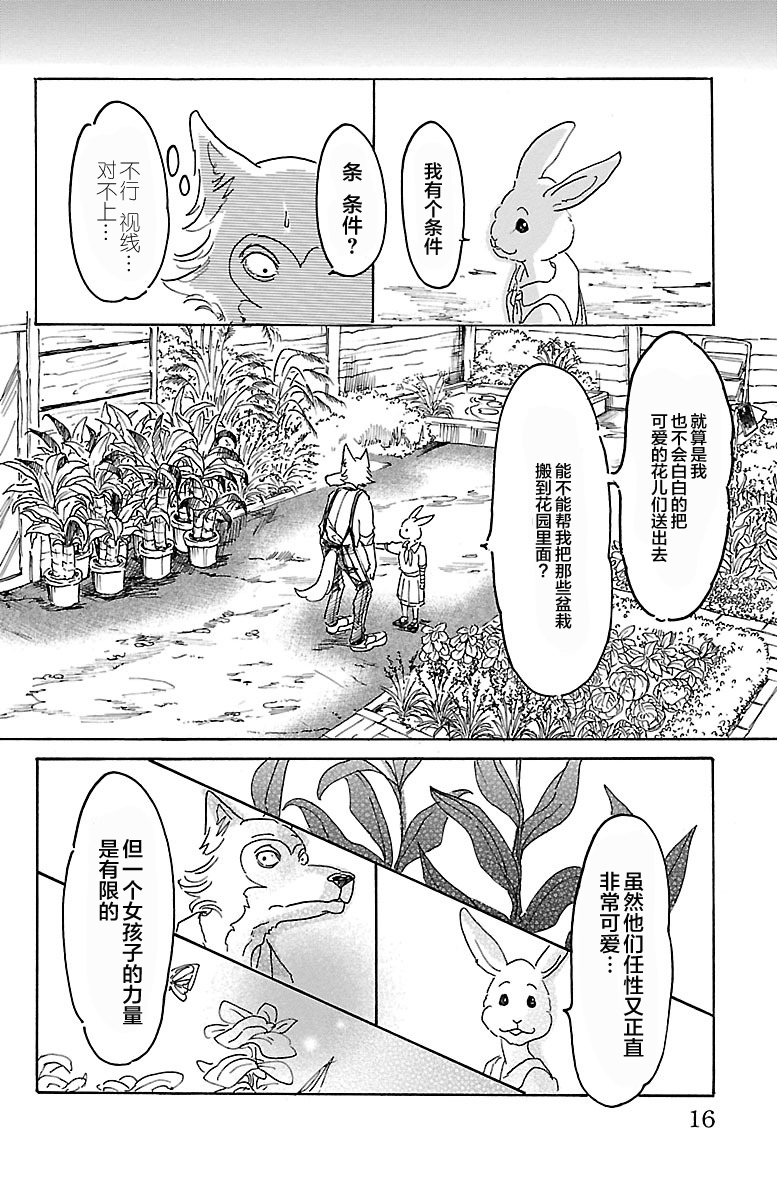 我有个条件
条 条件？
不行 视线…
对不上…
就算是我
也不会白白的把
可爱的花儿们送出去
能不能帮我把那些盆栽
搬到花园里面？
虽然他们任性又正直
非常可爱…
但一个女孩子的力量
是有限的
16